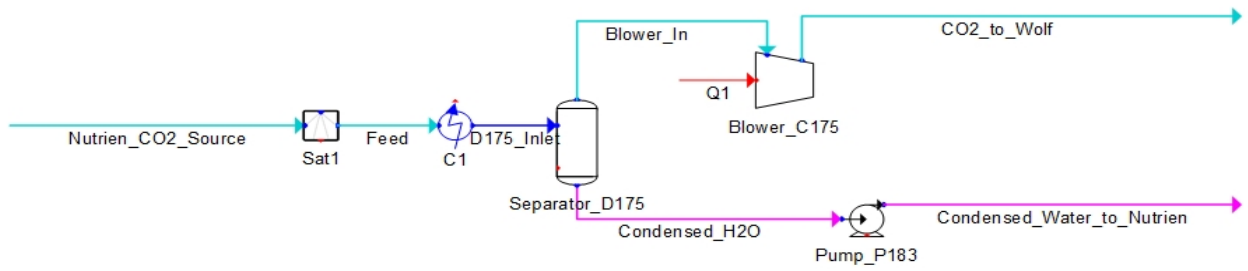 Blower_In
CO2_to_Wolf
Q1
Blower_C175
Nutrien_CO2_Source
Feed
D175_Inlet
Sat1
C1
Separator_D175
Condensed_H2O
Condensed_Water_to_Nutrien
Pump_P183